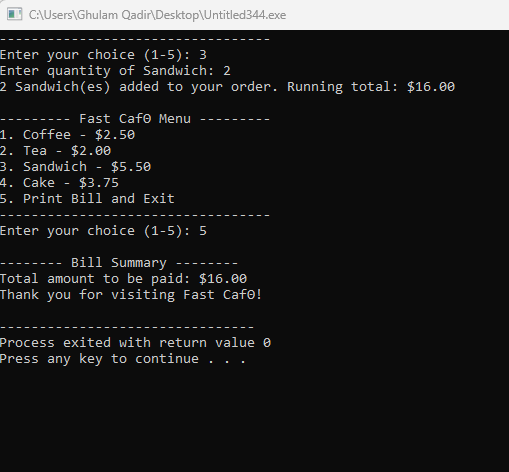 C:\Users\Ghulam Qadir\Desktop\Untitled344.exe
----------------------------------
Enter your choice (1-5): 3
Enter quantity of Sandwich: 2
2 Sandwich(es) added to your order. Running total: $16.00

--------- Fast CafΘ Menu ---------
1. Coffee - $2.50
2. Tea - $2.00
3. Sandwich - $5.50
4. Cake - $3.75
5. Print Bill and Exit
----------------------------------
Enter your choice (1-5): 5

-------- Bill Summary --------
Total amount to be paid: $16.00
Thank you for visiting Fast CafΘ!

--------------------------------
Process exited with return value 0
Press any key to continue . . .